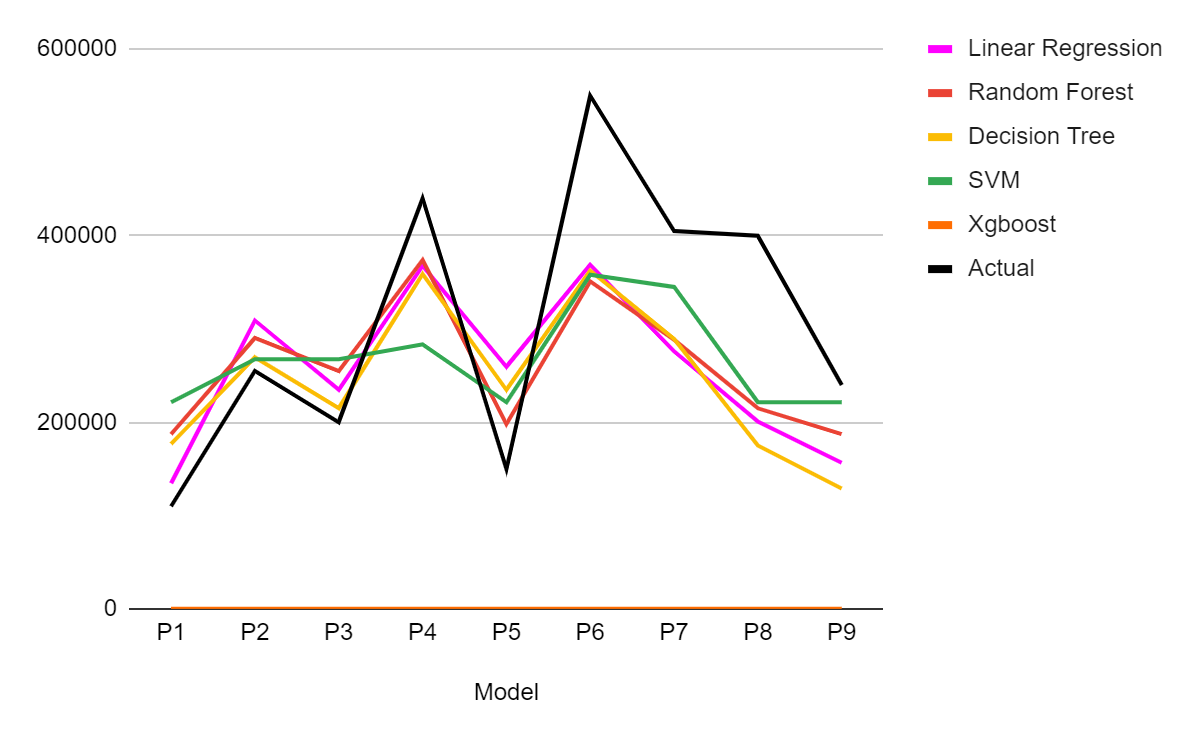 600000
400000
200000
0
P1 P2 P3 P4 P5 P6 P7 P8 P9
Model
Linear Regression
Random Forest
Decision Tree
SVM
Xgboost
Actual